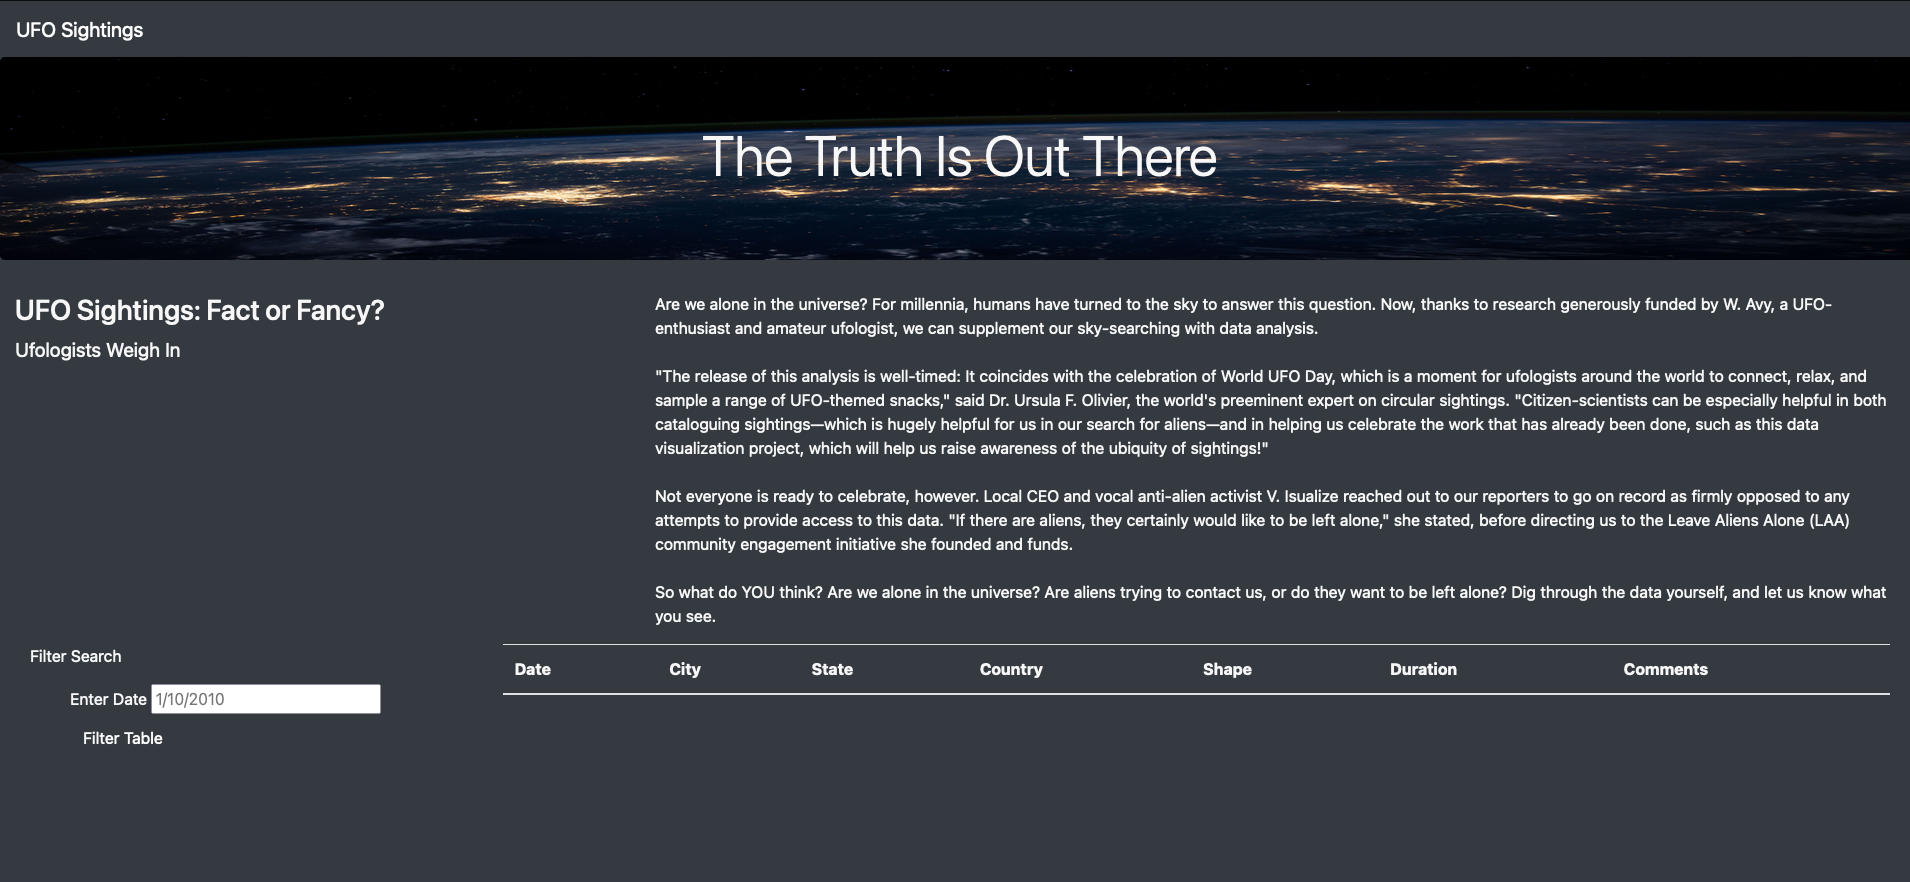 UFO Sightings
The Truth Is Out There
UFO Sightings: Fact or Fancy?
Ufologists Weigh In
Are we alone in the universe? For millennia, humans have turned to the sky to answer this question. Now, thanks to research generously funded by W. Avy, a UFO-
enthusiast and amateur ufologist, we can supplement our sky-searching with data analysis.
"The release of this analysis is well-timed: It coincides with the celebration of World UFO Day, which is a moment for ufologists around the world to connect, relax, and
sample a range of UFO-themed snacks," said Dr. Ursula F. Olivier, the world's preeminent expert on circular sightings. "Citizen-scientists can be especially helpful in both
cataloguing sightings—which is hugely helpful for us in our search for aliens—and in helping us celebrate the work that has already been done, such as this data
visualization project, which will help us raise awareness of the ubiquity of sightings!"
Not everyone is ready to celebrate, however. Local CEO and vocal anti-alien activist V. Isualize reached out to our reporters to go on record as firmly opposed to any
attempts to provide access to this data. "If there are aliens, they certainly would like to be left alone," she stated, before directing us to the Leave Aliens Alone (LAA)
community engagement initiative she founded and funds.
So what do YOU think? Are we alone in the universe? Are aliens trying to contact us, or do they want to be left alone? Dig through the data yourself, and let us know what
you see.
Filter Search
Enter Date 1/10/2010
Filter Table
Date City State Country Shape Duration Comments